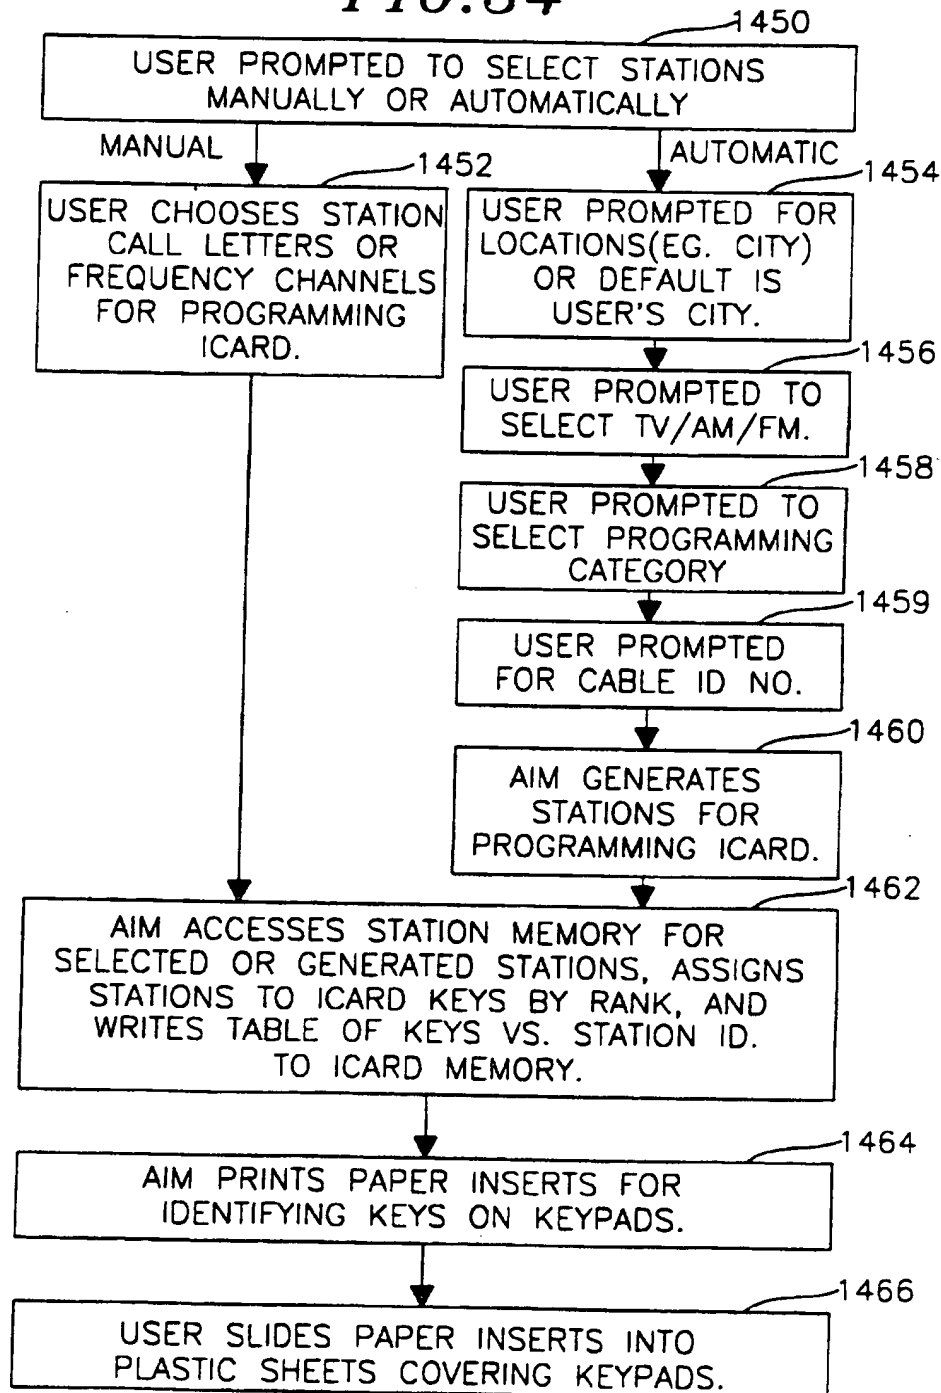 FIG.34
1450
USER PROMPTED TO SELECT STATIONS
MANUALLY OR AUTOMATICALLY
MANUAL
AUTOMATIC
1452
USER CHOOSES STATION
CALL LETTERS OR
FREQUENCY CHANNELS
FOR PROGRAMMING
ICARD.
1454
USER PROMPTED FOR
LOCATIONS(EG. CITY)
OR DEFAULT IS
USER'S CITY.
1456
USER PROMPTED TO
SELECT TV/AM/FM.
1458
USER PROMPTED TO
SELECT PROGRAMMING
CATEGORY
1459
USER PROMPTED
FOR CABLE ID NO.
1460
AIM GENERATES
STATIONS FOR
PROGRAMMING ICARD.
1462
AIM ACCESSES STATION MEMORY FOR
SELECTED OR GENERATED STATIONS, ASSIGNS
STATIONS TO ICARD KEYS BY RANK, AND
WRITES TABLE OF KEYS VS. STATION ID.
TO ICARD MEMORY.
1464
AIM PRINTS PAPER INSERTS FOR
IDENTIFYING KEYS ON KEYPADS.
1466
USER SLIDES PAPER INSERTS INTO
PLASTIC SHEETS COVERING KEYPADS.